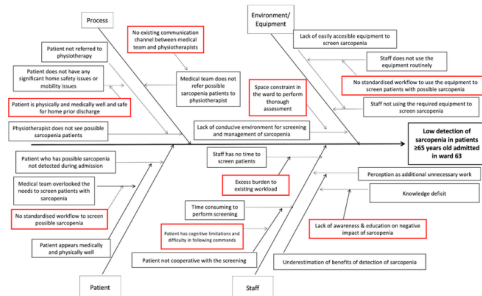 Process
Environment/
Equipment
No existing communication
channel between medical
team and physiotherapists
Lack of easily accesible equipment to
screen sarcopenia
Patient not referred to
physiotherapy
Staff does not use the
equipment routinely
Patient does not have any
significant home safety issues or
mobility issues
Medical team does not
refer possible
sarcopenia patients to
physiotherapist
Space constraint
in the ward to
perform thorough
assessment
No standardised workflow to use the equipment to
screen patients with possible sarcopenia
Patient is physically and medically well and safe
for home prior discharge
Staff not using the required equipment to
screen sarcopenia
Physiotherapist does not see possible
sarcopenia patients
Lack of conducive environment for screening
and management of sarcopenia
Low detection of
sarcopenia in patients
≥65 years old admitted
in ward 63
Patient who has possible sarcopenia
not detected during admission
Staff has no time to
screen patients
Perception as additional unnecessary work
Medical team overlooked the
needs to screen patients with
sarcopenia
Excess burden to
existing workload
Knowledge deficit
No standardised workflow to screen
possible sarcopenia
Time consuming to
perform screening
Patient has cognitive limitations and
difficulty in following commands
Lack of awareness & education on negative
impact of sarcopenia
Patient appears medically
and physically well
Patient not cooperative with the screening
Underestimation of benefits of detection of sarcopenia
Patient
Staff